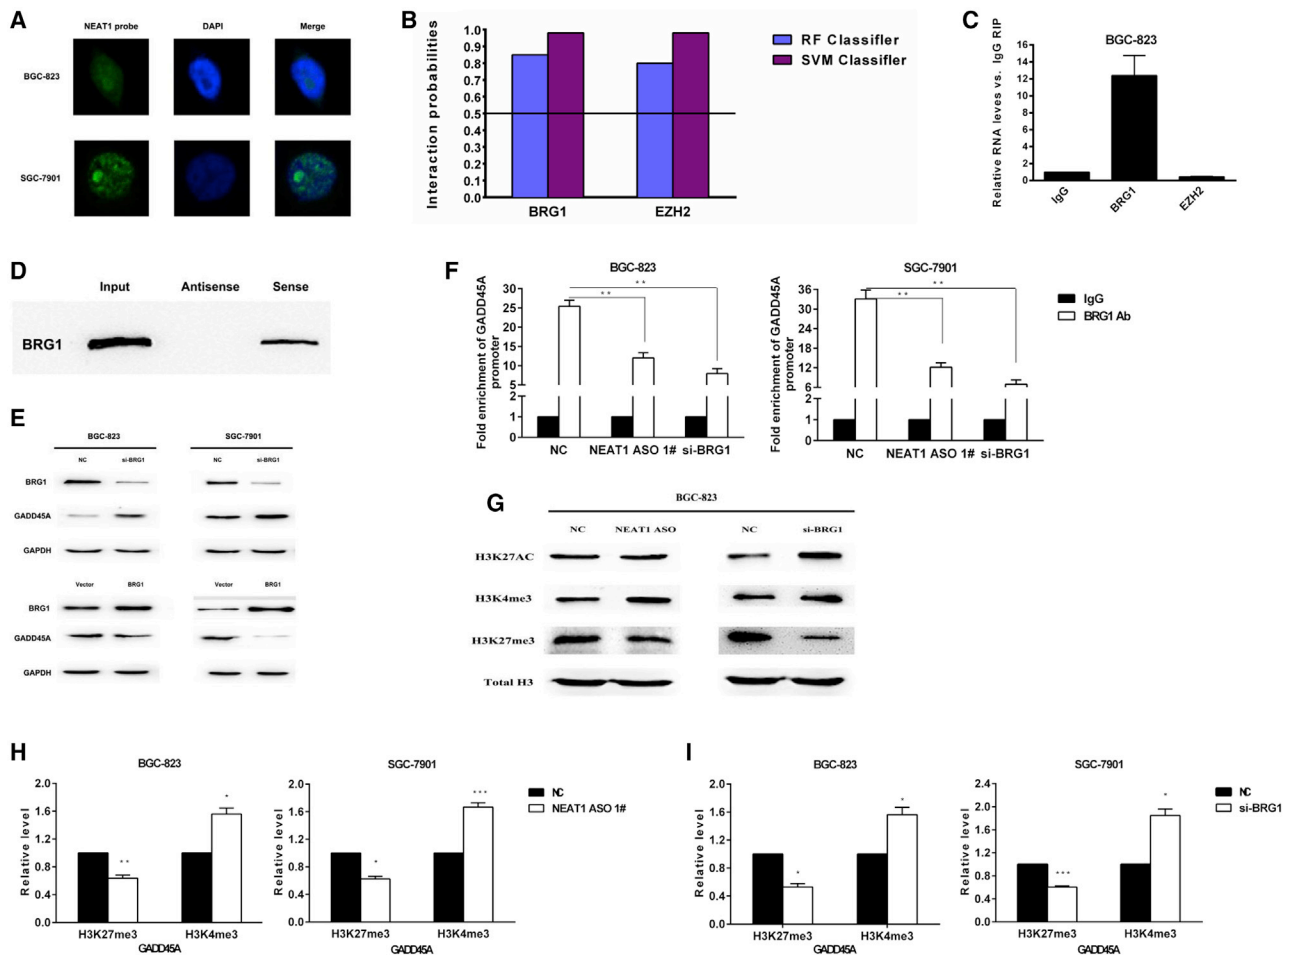 A
NEAT1 probe
DAPI
Merge
BGC-823
SGC-7901
B
Interaction probabilities
1.0
0.9
0.8
0.7
0.6
0.5
0.5
0.4
0.3
0.2
0.1
0.0
BRG1
EZH2
RF Classifler
SVM Classifler
C
BGC-823
Relative RNA leves vs. IgG RIP
16
14
12
10
8
6
4
2
0
IgG
BRG1
EZH2
D
Input
Antisense
Sense
BRG1
E
BGC-823
SGC-7901
NC
si-BRG1
NC
si-BRG1
BRG1
GADD45A
GAPDH
Vector
BRG1
Vector
BRG1
BRG1
GADD45A
GAPDH
F
BGC-823
Fold enrichment of GADD45A
promoter
30
25
20
15
10
5
2
1
0
**
**
NC
NEAT1 ASO 1#
si-BRG1
SGC-7901
Fold enrichment of GADD45A
promoter
36
30
24
18
12
6
2
1
0
**
**
NC
NEAT1 ASO 1#
si-BRG1
IgG
BRG1 Ab
G
BGC-823
NC
NEAT1 ASO
NC
si-BRG1
H3K27AC
H3K4me3
H3K27me3
Total H3
H
BGC-823
Relative level
2.0
1.6
1.2
0.8
0.4
0.0
**
*
H3K27me3
H3K4me3
GADD45A
SGC-7901
Relative level
2.0
1.6
1.2
0.8
0.4
0.0
*
***
H3K27me3
H3K4me3
GADD45A
NC
NEAT1 ASO 1#
I
BGC-823
Relative level
2.0
1.6
1.2
0.8
0.4
0.0
*
*
H3K27me3
H3K4me3
GADD45A
SGC-7901
Relative level
2.4
2.0
1.6
1.2
0.8
0.4
0.0
***
*
H3K27me3
H3K4me3
GADD45A
NC
si-BRG1